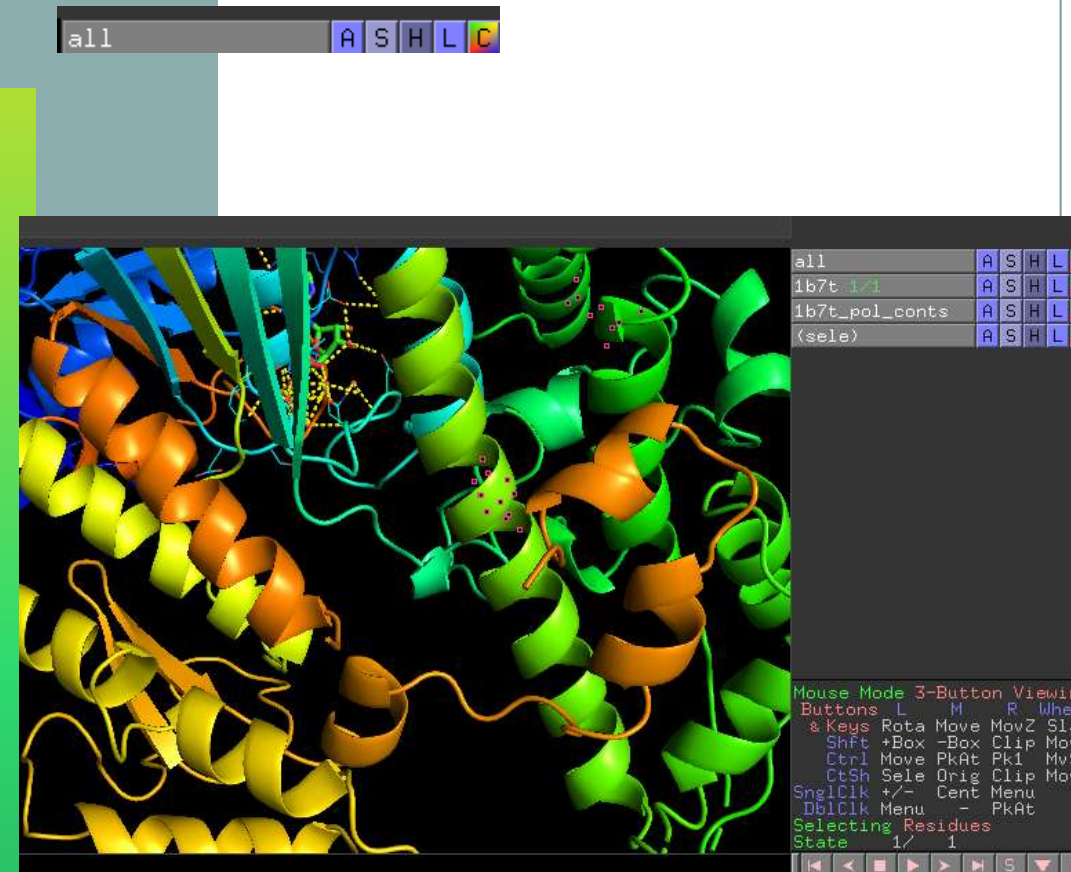 all A S H L C
all A S H L
1b7t 1/1 A S H L
1b7t_pol_conts A S H L
(sele) A S H L
Mouse Mode 3-Button Viewin
Buttons L M R Whe
& Keys Rota Move MovZ Sl
Shft +Box -Box Clip Mov
Ctrl Move PkAt Pk1 Mv
CtSh Sele Orig Clip Mov
SnglClk +/- Cent Menu
DblClk Menu - PkAt
Selecting Residues
State 1/ 1
S